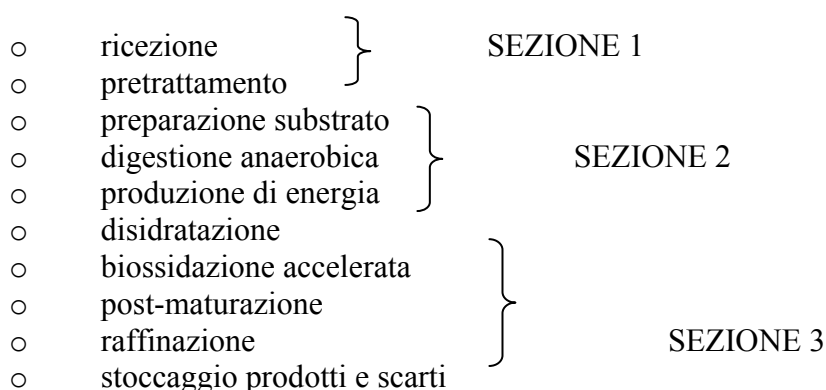 o ricezione SEZIONE 1
o pretrattamento
o preparazione substrato
o digestione anaerobica SEZIONE 2
o produzione di energia
o disidratazione
o biossidazione accelerata
o post-maturazione
o raffinazione SEZIONE 3
o stoccaggio prodotti e scarti